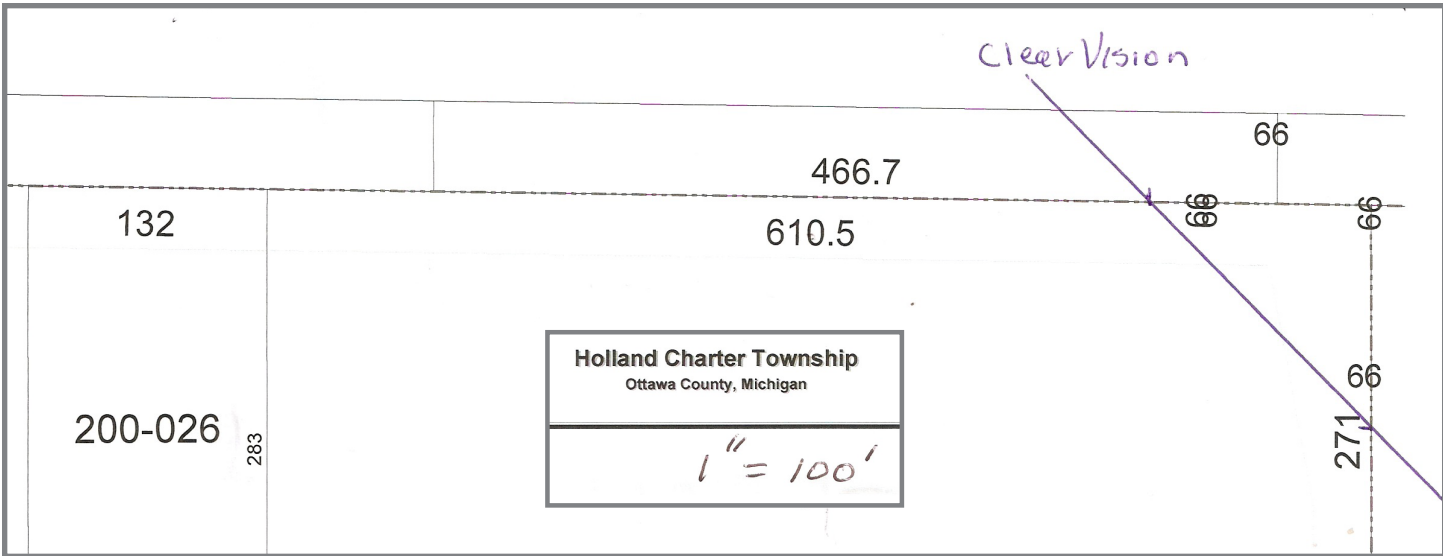 Clear Vision
66
466.7
132
610.5
66
66
66
66
271
200-026
283
Holland Charter Township
Ottawa County, Michigan
1" = 100'